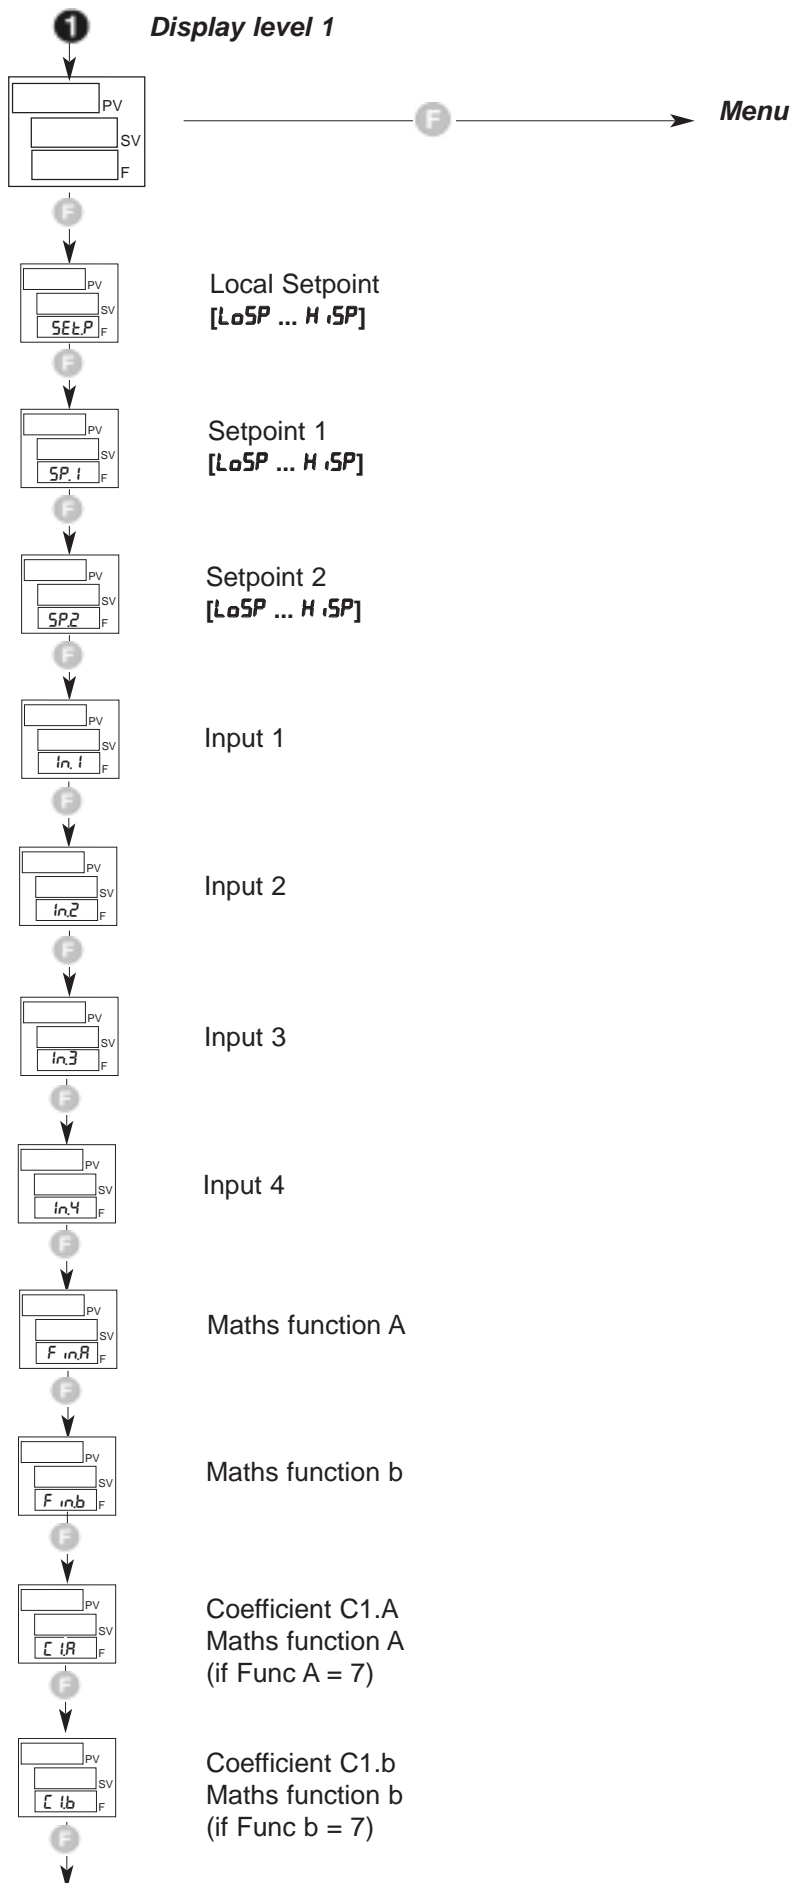 1 Display level 1
PV
SV
F
F Menu
F
PV
SV
SEt.P F
Local Setpoint
[LoSP ... HiSP]
F
PV
SV
SP.1 F
Setpoint 1
[LoSP ... HiSP]
F
PV
SV
SP.2 F
Setpoint 2
[LoSP ... HiSP]
F
PV
SV
In.1 F
Input 1
F
PV
SV
In.2 F
Input 2
F
PV
SV
In.3 F
Input 3
F
PV
SV
In.4 F
Input 4
F
PV
SV
Fin.A F
Maths function A
F
PV
SV
Fin.b F
Maths function b
F
PV
SV
C1.A F
Coefficient C1.A
Maths function A
(if Func A = 7)
F
PV
SV
C1.b F
Coefficient C1.b
Maths function b
(if Func b = 7)
F